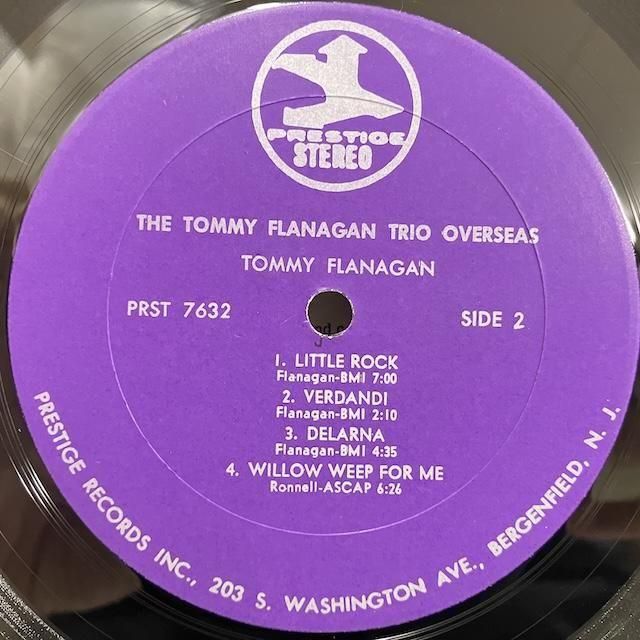 PRESTIGE
STEREO
THE TOMMY FLANAGAN TRIO OVERSEAS
TOMMY FLANAGAN
PRST 7632
SIDE 2
1. LITTLE ROCK
Flanagan-BMI 7:00
2. VERDANDI
Flanagan-BMI 2:10
3. DELARNA
Flanagan-BMI 4:35
4. WILLOW WEEP FOR ME
Ronnell-ASCAP 6:26
PRESTIGE RECORDS INC., 203 S. WASHINGTON AVE., BERGENFIELD, N. J.